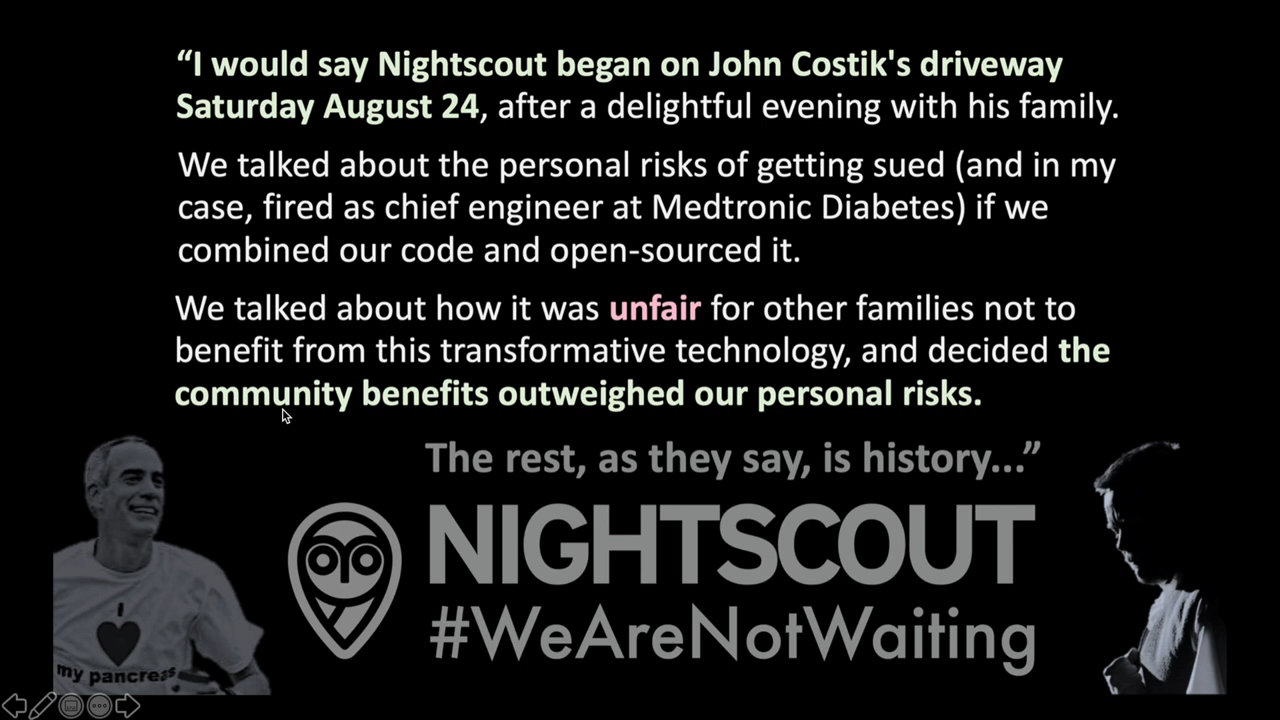 “I would say Nightscout began on John Costik's driveway
Saturday August 24, after a delightful evening with his family.
We talked about the personal risks of getting sued (and in my
case, fired as chief engineer at Medtronic Diabetes) if we
combined our code and open-sourced it.
We talked about how it was unfair for other families not to
benefit from this transformative technology, and decided the
community benefits outweighed our personal risks.
The rest, as they say, is history...”
NIGHTSCOUT
#WeAreNotWaiting
I
my pancreas